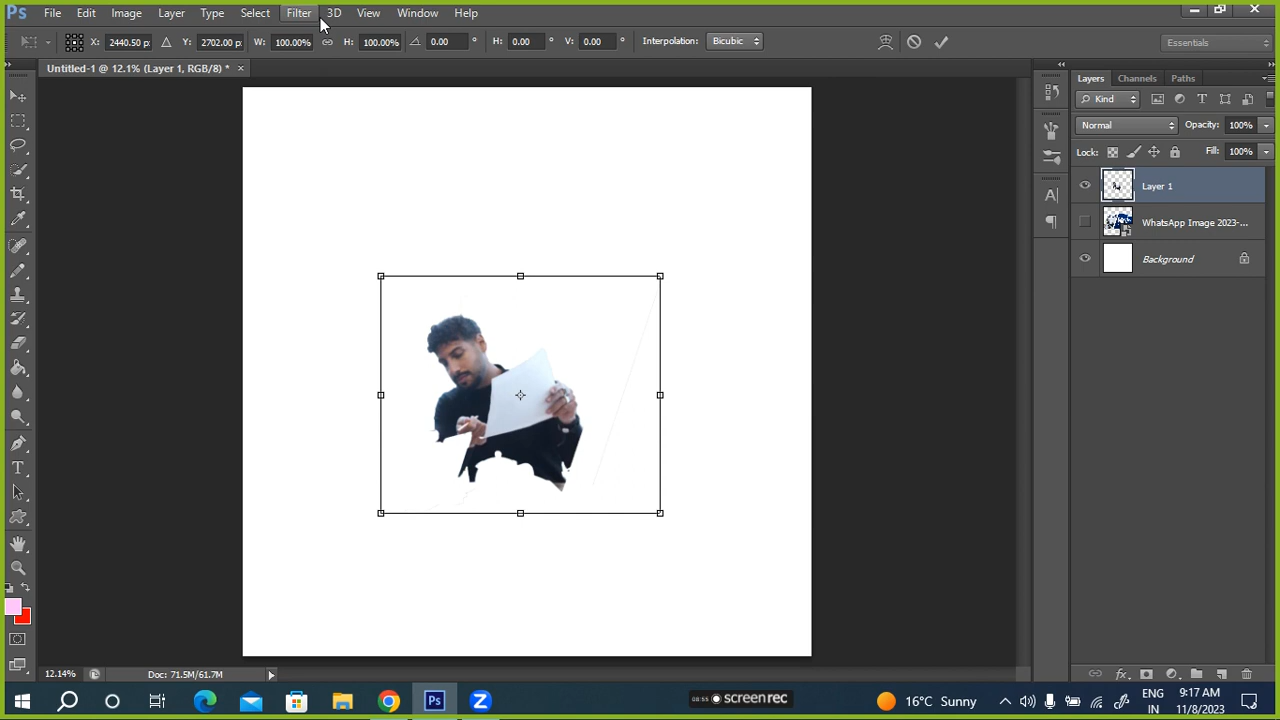 Ps File Edit Image Layer Type Select Filter 3D View Window Help
X: 2440.50 p: Y: 2702.00 p: W: 100.00% H: 100.00% 0.00 ° H: 0.00 ° V: 0.00 ° Interpolation: Bicubic Essentials
Untitled-1 @ 12.1% (Layer 1, RGB/8) * ×
Layers Channels Paths
Kind
Normal Opacity: 100%
Lock: Fill: 100%
Layer 1
WhatsApp Image 2023-...
Background
12.14% Doc: 71.5M/61.7M
Ps 08:55 screenrec 16°C Sunny ENG IN 9:17 AM 11/8/2023